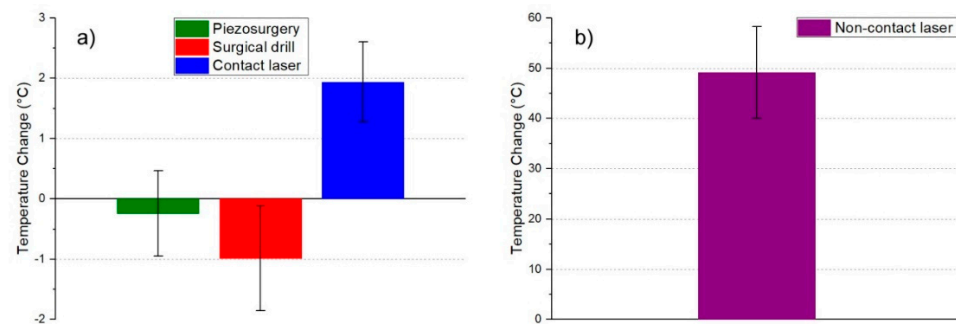 a)
Piezosurgery
Surgical drill
Contact laser
Temperature Change (°C)
3
2
1
0
-1
-2
b)
Non-contact laser
Temperature Change (°C)
60
50
40
30
20
10
0